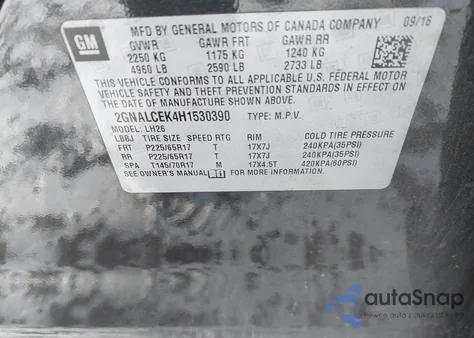 GM
MFD BY GENERAL MOTORS OF CANADA COMPANY 09/16
GVWR GAWR FRT GAWR RR
2250 KG 1175 KG 1240 KG
4960 LB 2590 LB 2733 LB
THIS VEHICLE CONFORMS TO ALL APPLICABLE U.S. FEDERAL MOTOR
VEHICLE SAFETY AND THEFT PREVENTION STANDARDS IN EFFECT ON
THE DATE OF MANUFACTURE SHOWN ABOVE.
2GNALCEK4H1530390 TYPE: M.P.V.
MODEL: LH26
LBBJ TIRE SIZE SPEED RTG RIM COLD TIRE PRESSURE
FRT P225/65R17 T 17X7J 240KPA(35PSI)
RR P225/65R17 T 17X7J 240KPA(35PSI)
SPA T145/70R17 M 17X4.5T 420KPA(60PSI)
SEE OWNER'S MANUAL FOR MORE INFORMATION.
autoSnap